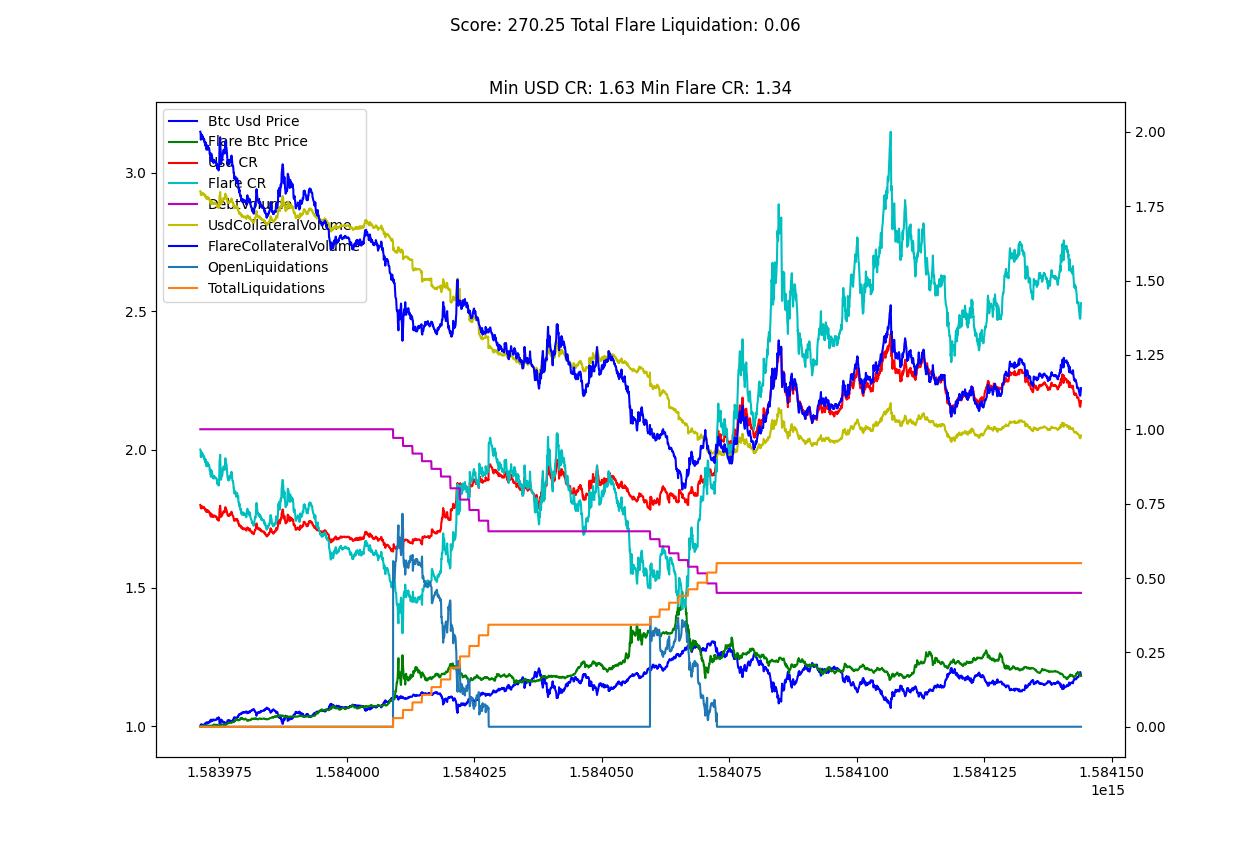 Score: 270.25 Total Flare Liquidation: 0.06
Min USD CR: 1.63 Min Flare CR: 1.34
Btc Usd Price
Flare Btc Price
Usd CR
Flare CR
DebtVolume
UsdCollateralVolume
FlareCollateralVolume
OpenLiquidations
TotalLiquidations
3.0
2.5
2.0
1.5
1.0
2.00
1.75
1.50
1.25
1.00
0.75
0.50
0.25
0.00
1.583975 1.584000 1.584025 1.584050 1.584075 1.584100 1.584125 1.584150
1e15